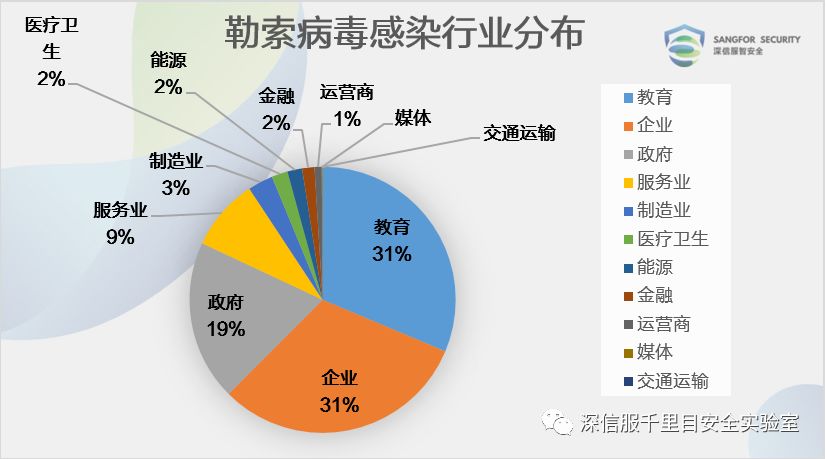 勒索病毒感染行业分布
SANGFOR SECURITY
深信服智安全
医疗卫
生
2%
能源
2%
金融
2%
运营商
1%
媒体
交通运输
制造业
3%
服务业
9%
教育
31%
政府
19%
企业
31%
教育
企业
政府
服务业
制造业
医疗卫生
能源
金融
运营商
媒体
交通运输
深信服千里目安全实验室